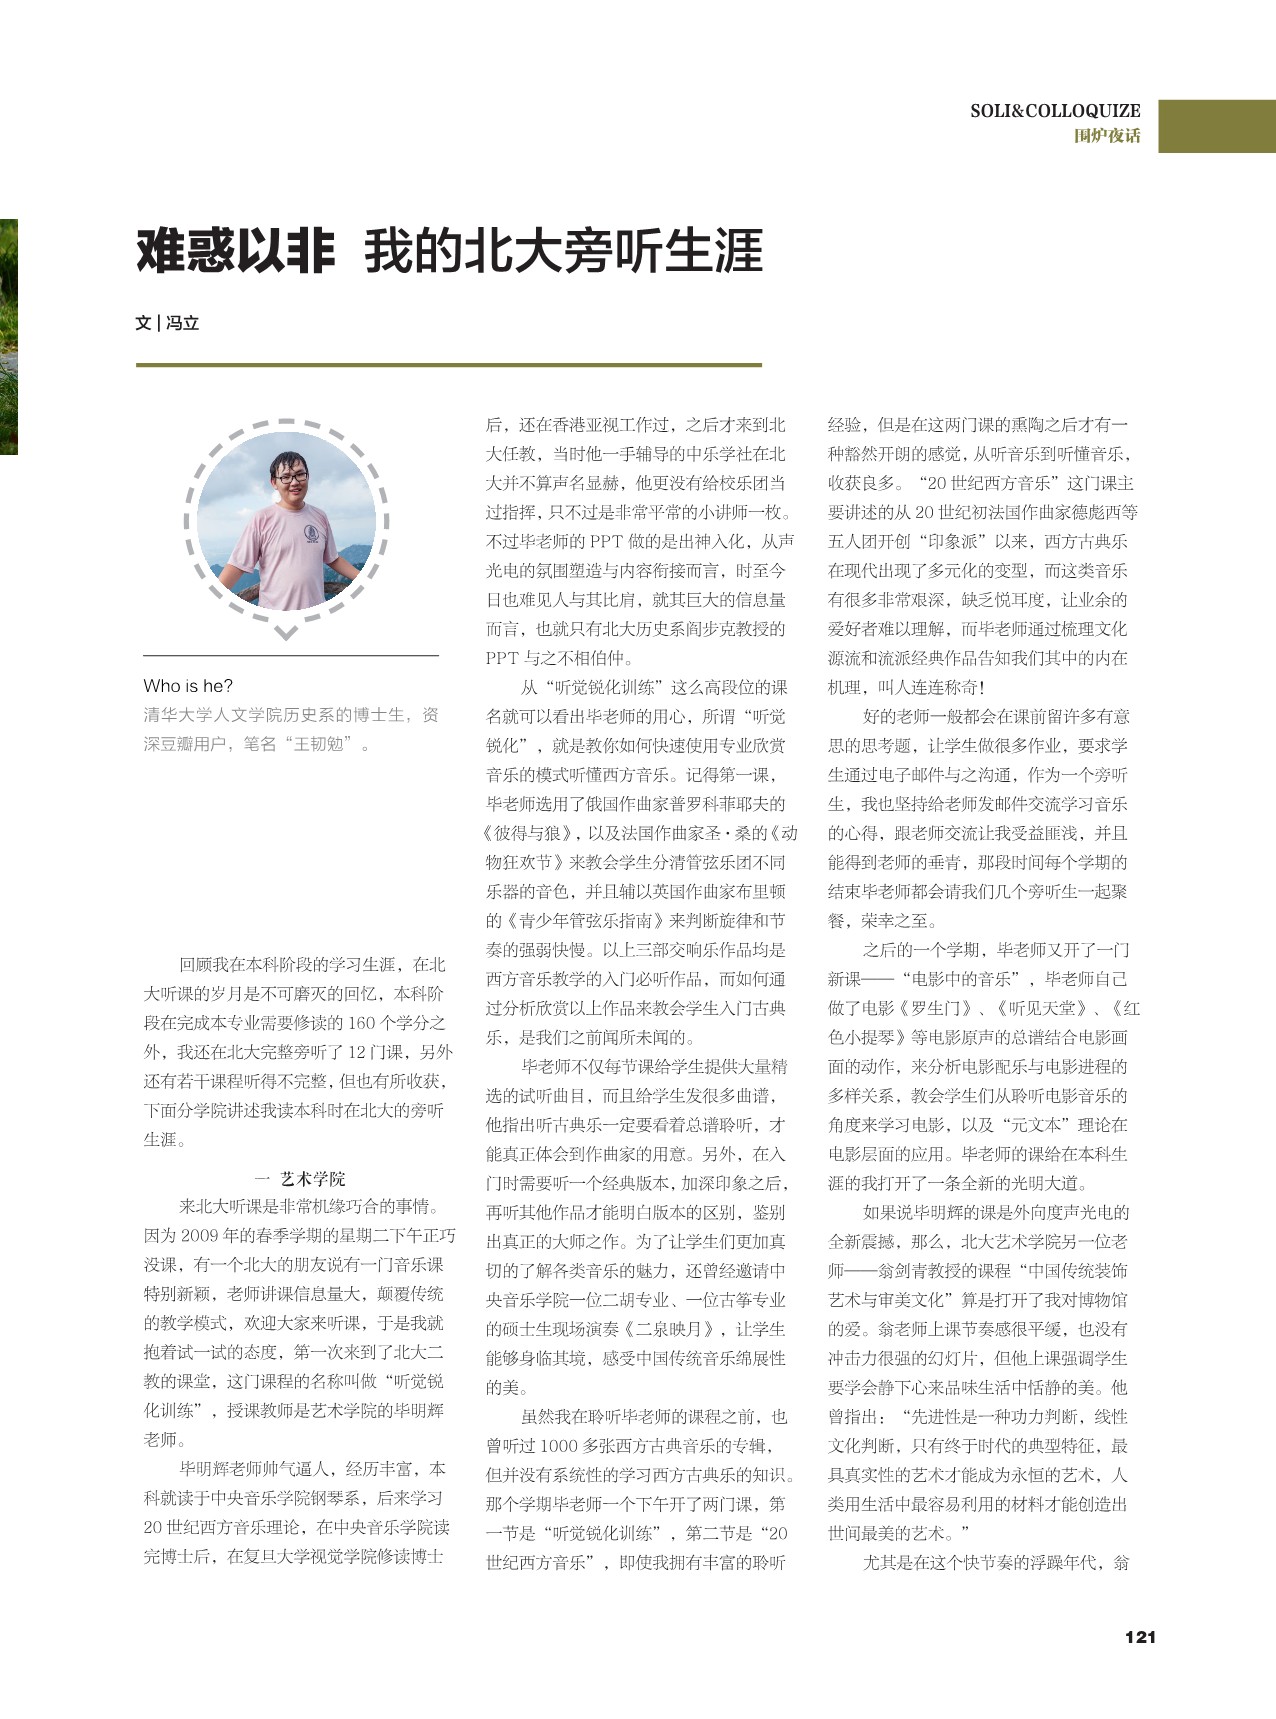 SOLI&COLLOQUIZE
围炉夜话
难惑以非 我的北大旁听生涯
文 | 冯立
Who is he?
清华大学人文学院历史系的博士生，资
深豆瓣用户，笔名“王韧勉”。
回顾我在本科阶段的学习生涯，在北
大听课的岁月是不可磨灭的回忆，本科阶
段在完成本专业需要修读的 160 个学分之
外，我还在北大完整旁听了 12 门课，另外
还有若干课程听得不完整，但也有所收获，
下面分学院讲述我读本科时在北大的旁听
生涯。
一 艺术学院
来北大听课是非常机缘巧合的事情。
因为 2009 年的春季学期的星期二下午正巧
没课，有一个北大的朋友说有一门音乐课
特别新颖，老师讲课信息量大，颠覆传统
的教学模式，欢迎大家来听课，于是我就
抱着试一试的态度，第一次来到了北大二
教的课堂，这门课程的名称叫做“听觉锐
化训练”，授课教师是艺术学院的毕明辉
老师。
毕明辉老师帅气逼人，经历丰富，本
科就读于中央音乐学院钢琴系，后来学习
20 世纪西方音乐理论，在中央音乐学院读
完博士后，在复旦大学视觉学院修读博士
后，还在香港亚视工作过，之后才来到北
大任教，当时他一手辅导的中乐学社在北
大并不算声名显赫，他更没有给校乐团当
过指挥，只不过是非常平常的小讲师一枚。
不过毕老师的 PPT 做的是出神入化，从声
光电的氛围塑造与内容衔接而言，时至今
日也难见人与其比肩，就其巨大的信息量
而言，也就只有北大历史系阎步克教授的
PPT 与之不相伯仲。
从“听觉锐化训练”这么高段位的课
名就可以看出毕老师的用心，所谓“听觉
锐化”，就是教你如何快速使用专业欣赏
音乐的模式听懂西方音乐。记得第一课，
毕老师选用了俄国作曲家普罗科菲耶夫的
《彼得与狼》，以及法国作曲家圣·桑的《动
物狂欢节》来教会学生分清管弦乐团不同
乐器的音色，并且辅以英国作曲家布里顿
的《青少年管弦乐指南》来判断旋律和节
奏的强弱快慢。以上三部交响乐作品均是
西方音乐教学的入门必听作品，而如何通
过分析欣赏以上作品来教会学生入门古典
乐，是我们之前闻所未闻的。
毕老师不仅每节课给学生提供大量精
选的试听曲目，而且给学生发很多曲谱，
他指出听古典乐一定要看着总谱聆听，才
能真正体会到作曲家的用意。另外，在入
门时需要听一个经典版本，加深印象之后，
再听其他作品才能明白版本的区别，鉴别
出真正的大师之作。为了让学生们更加真
切的了解各类音乐的魅力，还曾经邀请中
央音乐学院一位二胡专业、一位古筝专业
的硕士生现场演奏《二泉映月》，让学生
能够身临其境，感受中国传统音乐绵展性
的美。
虽然我在聆听毕老师的课程之前，也
曾听过 1000 多张西方古典音乐的专辑，
但并没有系统性的学习西方古典乐的知识。
那个学期毕老师一个下午开了两门课，第
一节是“听觉锐化训练”，第二节是“20
世纪西方音乐”，即使我拥有丰富的聆听
经验，但是在这两门课的熏陶之后才有一
种豁然开朗的感觉，从听音乐到听懂音乐，
收获良多。“20 世纪西方音乐”这门课主
要讲述的从 20 世纪初法国作曲家德彪西等
五人团开创“印象派”以来，西方古典乐
在现代出现了多元化的变型，而这类音乐
有很多非常艰深，缺乏悦耳度，让业余的
爱好者难以理解，而毕老师通过梳理文化
源流和流派经典作品告知我们其中的内在
机理，叫人连连称奇！
好的老师一般都会在课前留许多有意
思的思考题，让学生做很多作业，要求学
生通过电子邮件与之沟通，作为一个旁听
生，我也坚持给老师发邮件交流学习音乐
的心得，跟老师交流让我受益匪浅，并且
能得到老师的垂青，那段时间每个学期的
结束毕老师都会请我们几个旁听生一起聚
餐，荣幸之至。
之后的一个学期，毕老师又开了一门
新课——“电影中的音乐”，毕老师自己
做了电影《罗生门》、《听见天堂》、《红
色小提琴》等电影原声的总谱结合电影画
面的动作，来分析电影配乐与电影进程的
多样关系，教会学生们从聆听电影音乐的
角度来学习电影，以及“元文本”理论在
电影层面的应用。毕老师的课给在本科生
涯的我打开了一条全新的光明大道。
如果说毕明辉的课是外向度声光电的
全新震撼，那么，北大艺术学院另一位老
师——翁剑青教授的课程“中国传统装饰
艺术与审美文化”算是打开了我对博物馆
的爱。翁老师上课节奏感很平缓，也没有
冲击力很强的幻灯片，但他上课强调学生
要学会静下心来品味生活中恬静的美。他
曾指出：“先进性是一种功力判断，线性
文化判断，只有终于时代的典型特征，最
具真实性的艺术才能成为永恒的艺术，人
类用生活中最容易利用的材料才能创造出
世间最美的艺术。”
尤其是在这个快节奏的浮躁年代，翁
121